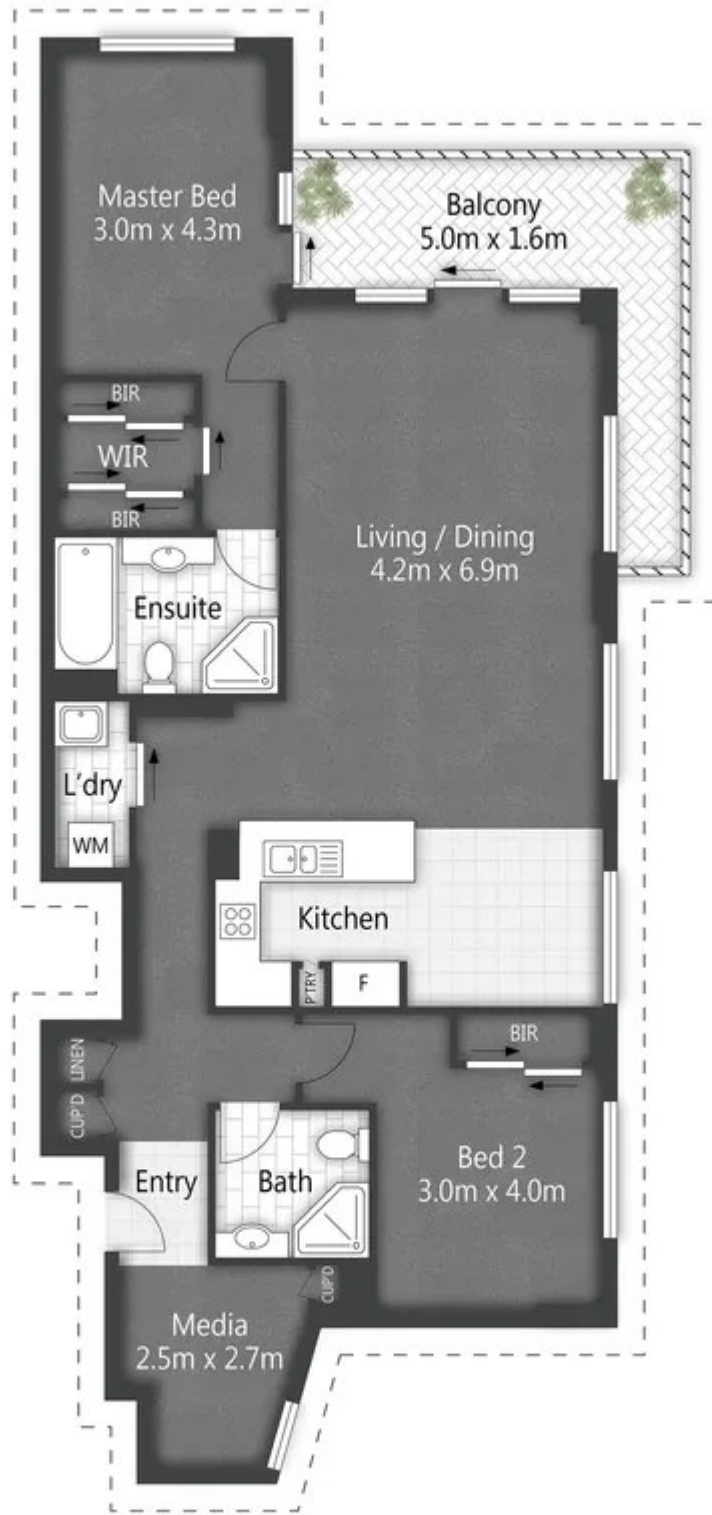 Master Bed
3.0m x 4.3m
Balcony
5.0m x 1.6m
BIR
WIR
BIR
Living / Dining
4.2m x 6.9m
Ensuite
L'dry
WM
Kitchen
P'TRY
F
LINEN
CUP'D
BIR
Entry
Bath
Bed 2
3.0m x 4.0m
CUP'D
Media
2.5m x 2.7m